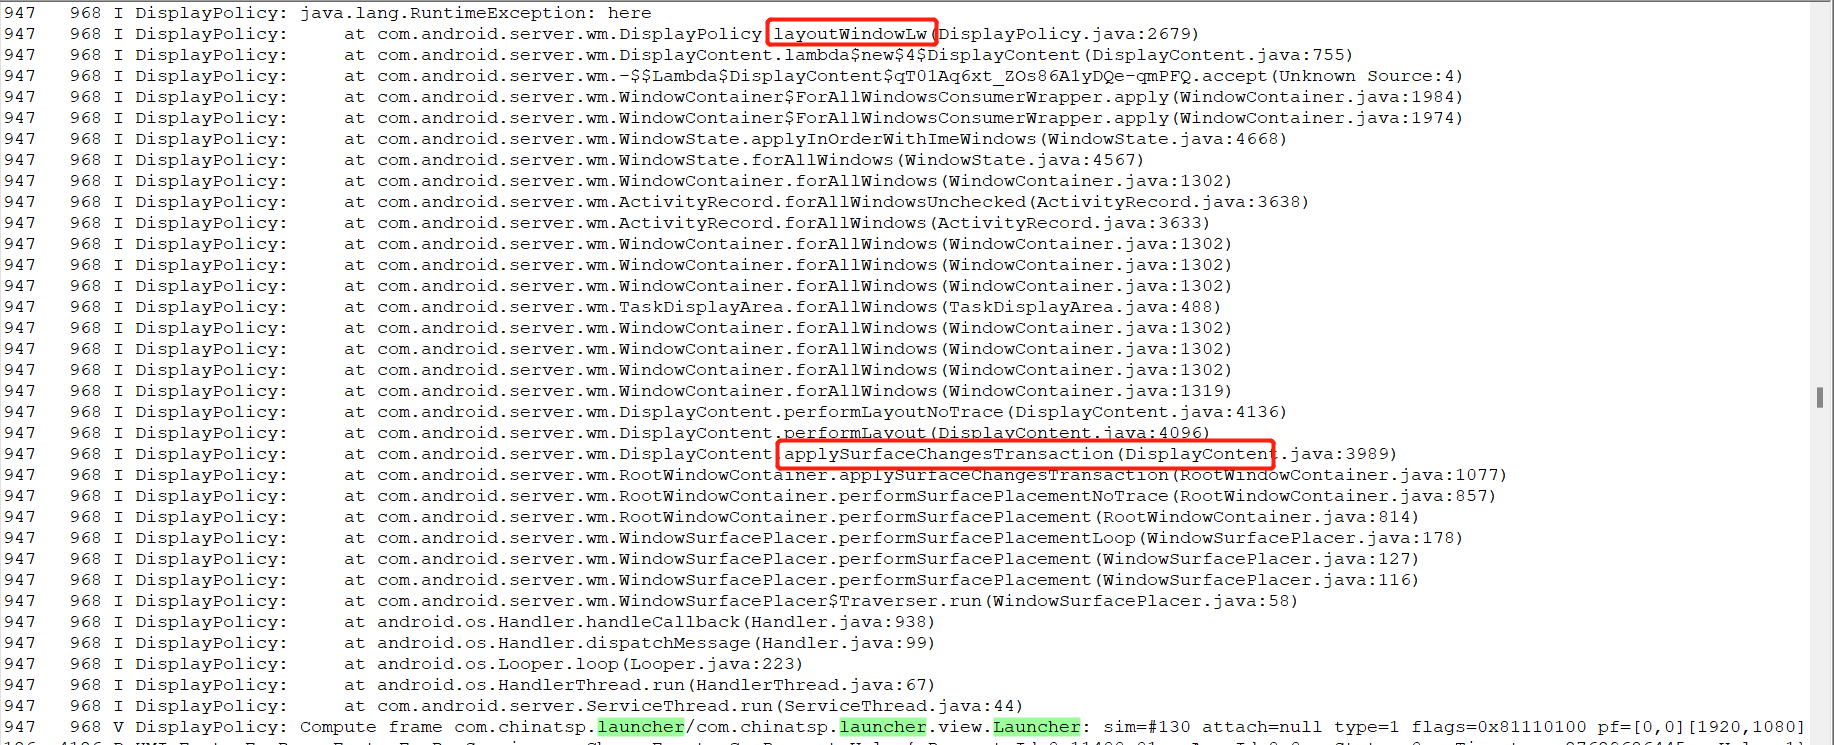 947 968 I DisplayPolicy: java.lang.RuntimeException: here
947 968 I DisplayPolicy: at com.android.server.wm.DisplayPolicy.layoutWindowLw(DisplayPolicy.java:2679)
947 968 I DisplayPolicy: at com.android.server.wm.DisplayContent.lambda$new$4$DisplayContent(DisplayContent.java:755)
947 968 I DisplayPolicy: at com.android.server.wm.-$$Lambda$DisplayContent$qT01Aq6xt_ZOs86A1yDQe-qmPFQ.accept(Unknown Source:4)
947 968 I DisplayPolicy: at com.android.server.wm.WindowContainer$ForAllWindowsConsumerWrapper.apply(WindowContainer.java:1984)
947 968 I DisplayPolicy: at com.android.server.wm.WindowContainer$ForAllWindowsConsumerWrapper.apply(WindowContainer.java:1974)
947 968 I DisplayPolicy: at com.android.server.wm.WindowState.applyInOrderWithImeWindows(WindowState.java:4668)
947 968 I DisplayPolicy: at com.android.server.wm.WindowState.forAllWindows(WindowState.java:4567)
947 968 I DisplayPolicy: at com.android.server.wm.WindowContainer.forAllWindows(WindowContainer.java:1302)
947 968 I DisplayPolicy: at com.android.server.wm.ActivityRecord.forAllWindowsUnchecked(ActivityRecord.java:3638)
947 968 I DisplayPolicy: at com.android.server.wm.ActivityRecord.forAllWindows(ActivityRecord.java:3633)
947 968 I DisplayPolicy: at com.android.server.wm.WindowContainer.forAllWindows(WindowContainer.java:1302)
947 968 I DisplayPolicy: at com.android.server.wm.WindowContainer.forAllWindows(WindowContainer.java:1302)
947 968 I DisplayPolicy: at com.android.server.wm.WindowContainer.forAllWindows(WindowContainer.java:1302)
947 968 I DisplayPolicy: at com.android.server.wm.TaskDisplayArea.forAllWindows(TaskDisplayArea.java:488)
947 968 I DisplayPolicy: at com.android.server.wm.WindowContainer.forAllWindows(WindowContainer.java:1302)
947 968 I DisplayPolicy: at com.android.server.wm.WindowContainer.forAllWindows(WindowContainer.java:1302)
947 968 I DisplayPolicy: at com.android.server.wm.WindowContainer.forAllWindows(WindowContainer.java:1302)
947 968 I DisplayPolicy: at com.android.server.wm.WindowContainer.forAllWindows(WindowContainer.java:1319)
947 968 I DisplayPolicy: at com.android.server.wm.DisplayContent.performLayoutNoTrace(DisplayContent.java:4136)
947 968 I DisplayPolicy: at com.android.server.wm.DisplayContent.performLayout(DisplayContent.java:4096)
947 968 I DisplayPolicy: at com.android.server.wm.DisplayContent.applySurfaceChangesTransaction(DisplayContent.java:3989)
947 968 I DisplayPolicy: at com.android.server.wm.RootWindowContainer.applySurfaceChangesTransaction(RootWindowContainer.java:1077)
947 968 I DisplayPolicy: at com.android.server.wm.RootWindowContainer.performSurfacePlacementNoTrace(RootWindowContainer.java:857)
947 968 I DisplayPolicy: at com.android.server.wm.RootWindowContainer.performSurfacePlacement(RootWindowContainer.java:814)
947 968 I DisplayPolicy: at com.android.server.wm.WindowSurfacePlacer.performSurfacePlacementLoop(WindowSurfacePlacer.java:178)
947 968 I DisplayPolicy: at com.android.server.wm.WindowSurfacePlacer.performSurfacePlacement(WindowSurfacePlacer.java:127)
947 968 I DisplayPolicy: at com.android.server.wm.WindowSurfacePlacer.performSurfacePlacement(WindowSurfacePlacer.java:116)
947 968 I DisplayPolicy: at com.android.server.wm.WindowSurfacePlacer$Traverser.run(WindowSurfacePlacer.java:58)
947 968 I DisplayPolicy: at android.os.Handler.handleCallback(Handler.java:938)
947 968 I DisplayPolicy: at android.os.Handler.dispatchMessage(Handler.java:99)
947 968 I DisplayPolicy: at android.os.Looper.loop(Looper.java:223)
947 968 I DisplayPolicy: at android.os.HandlerThread.run(HandlerThread.java:67)
947 968 I DisplayPolicy: at com.android.server.ServiceThread.run(ServiceThread.java:44)
947 968 V DisplayPolicy: Compute frame com.chinatsp.launcher/com.chinatsp.launcher.view.Launcher: sim=#130 attach=null type=1 flags=0x81110100 pf=[0,0][1920,1080]